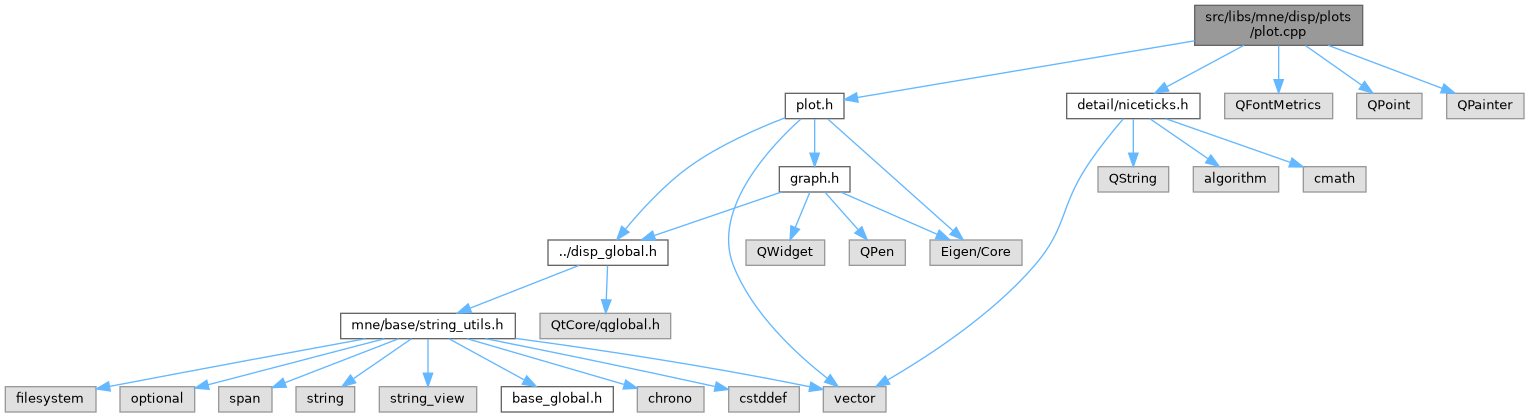 src/libs/mne/disp/plots
/plot.cpp
plot.h
detail/niceticks.h
QFontMetrics
QPoint
QPainter
graph.h
QString
algorithm
cmath
../disp_global.h
QWidget
QPen
Eigen/Core
mne/base/string_utils.h
QtCore/qglobal.h
filesystem
optional
span
string
string_view
base_global.h
chrono
cstddef
vector